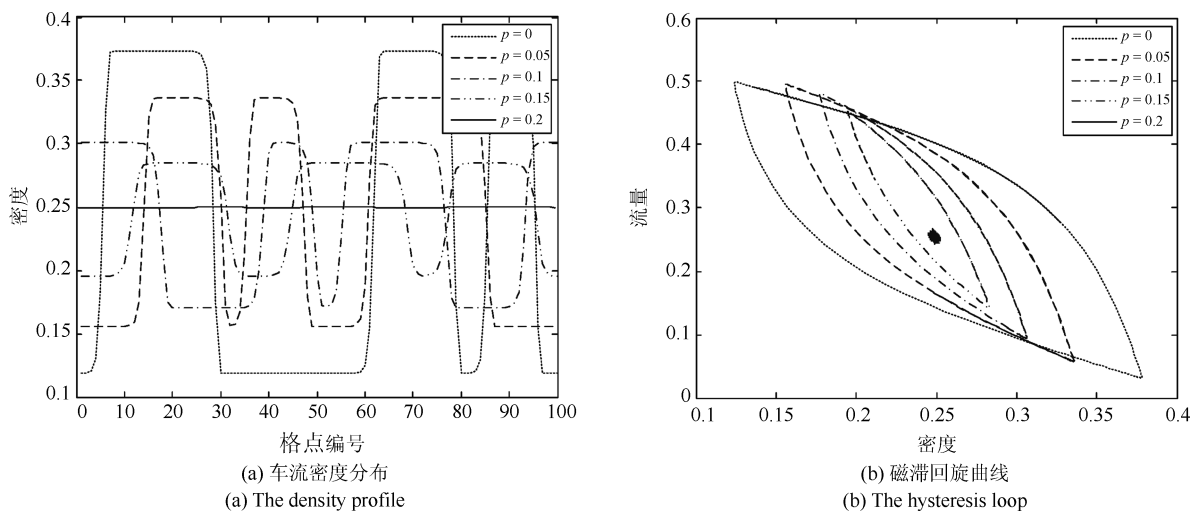 0.4
0.35
0.3
0.25
0.2
0.15
0.1
密度
0 10 20 30 40 50 60 70 80 90 100
格点编号
p = 0
p = 0.05
p = 0.1
p = 0.15
p = 0.2
(a) 车流密度分布
(a) The density profile
0.6
0.5
0.4
0.3
0.2
0.1
0
流量
0.1 0.15 0.2 0.25 0.3 0.35 0.4
密度
p = 0
p = 0.05
p = 0.1
p = 0.15
p = 0.2
(b) 磁滞回旋曲线
(b) The hysteresis loop